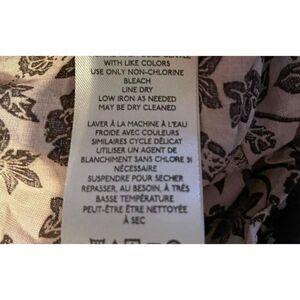 WITH LIKE COLORS
USE ONLY NON-CHLORINE
BLEACH
LINE DRY
LOW IRON AS NEEDED
MAY BE DRY CLEANED
LAVER À LA MACHINE À L'EAU
FROIDE AVEC COULEURS
SIMILAIRES CYCLE DÉLICAT
UTILISER UN AGENT DE
BLANCHIMENT SANS CHLORE SI
NÉCESSAIRE
SUSPENDRE POUR SECHER
REPASSER, AU BESOIN, À TRÈS
BASSE TEMPÉRATURE
PEUT-ÊTRE ÊTRE NETTOYÉE
À SEC